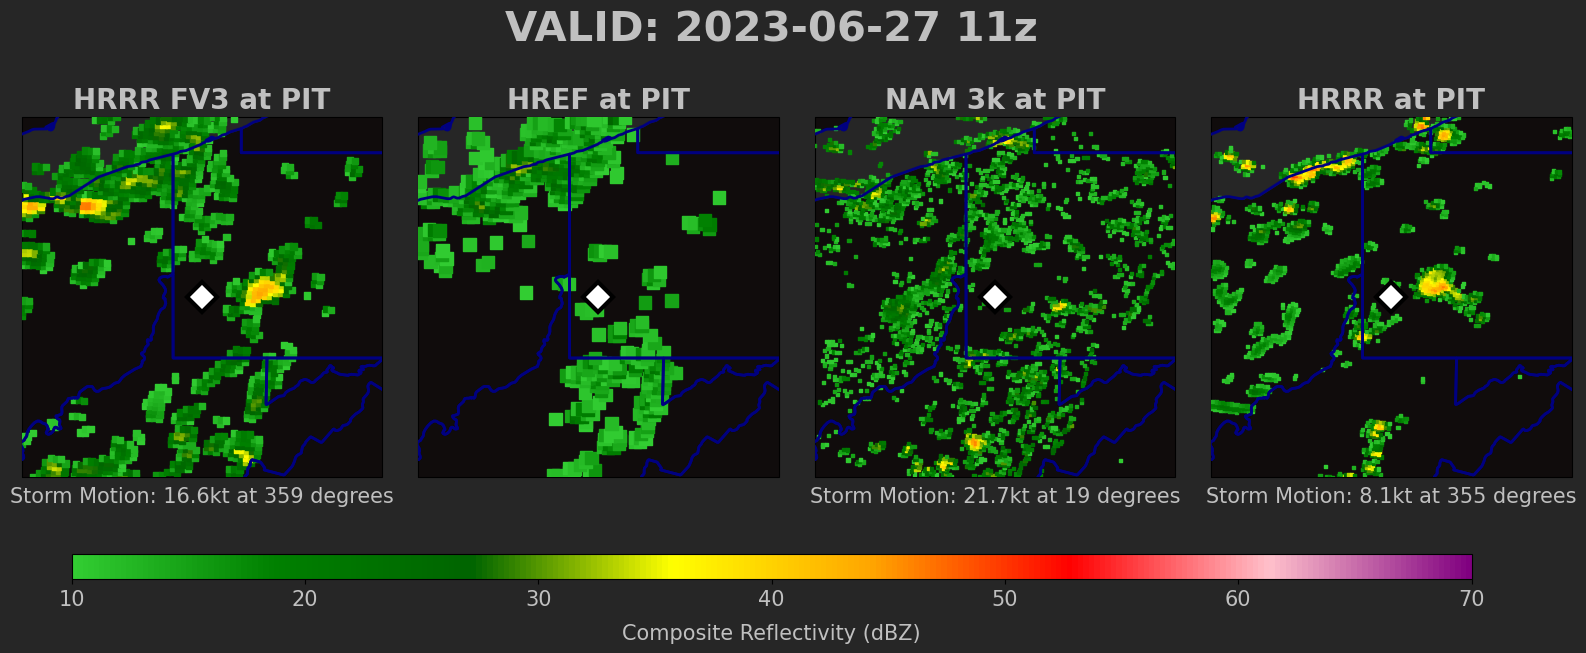 VALID: 2023-06-27 11z
HRRR FV3 at PIT
HREF at PIT
NAM 3k at PIT
HRRR at PIT
Storm Motion: 16.6kt at 359 degrees
Storm Motion: 21.7kt at 19 degrees
Storm Motion: 8.1kt at 355 degrees
10 20 30 40 50 60 70
Composite Reflectivity (dBZ)